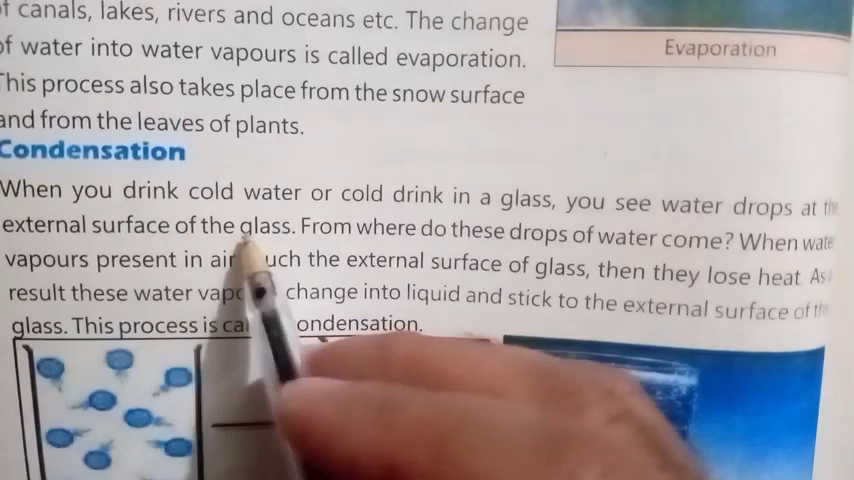 of canals, lakes, rivers and oceans etc. The change
of water into water vapours is called evaporation.
This process also takes place from the snow surface
and from the leaves of plants.
Evaporation
Condensation
When you drink cold water or cold drink in a glass, you see water drops at the
external surface of the glass. From where do these drops of water come? When water
vapours present in air uch the external surface of glass, then they lose heat. As
result these water vapo change into liquid and stick to the external surface of th
glass. This process is ca ondensation.